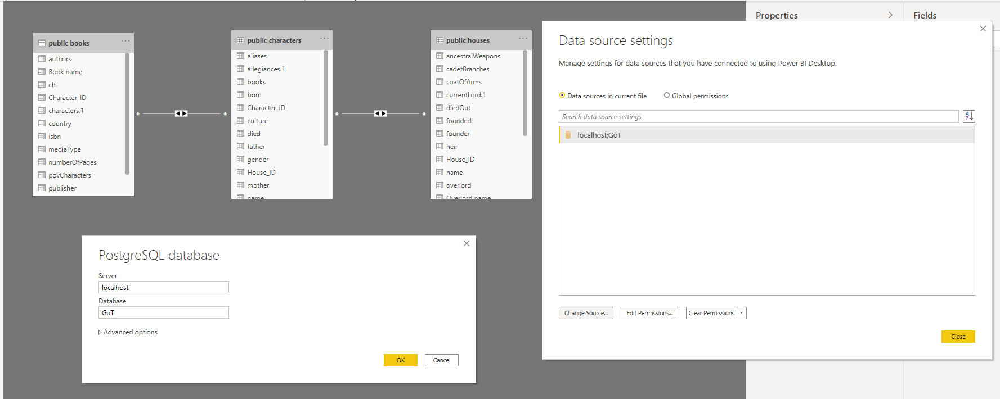 public books
authors
Book name
ch
Character_ID
characters.1
country
isbn
mediaType
numberOfPages
povCharacters
publisher
public characters
aliases
allegiances.1
books
born
Character_ID
culture
died
father
gender
House_ID
mother
name
public houses
ancestralWeapons
cadetBranches
coatOfArms
currentLord.1
diedOut
founded
founder
heir
House_ID
name
overlord
Overlord name
PostgreSQL database
Server
localhost
Database
GoT
Advanced options
OK
Cancel
Properties
Fields
Data source settings
Manage settings for data sources that you have connected to using Power BI Desktop.
Data sources in current file
Global permissions
Search data source settings
localhost;GoT
Change Source...
Edit Permissions...
Clear Permissions
Close